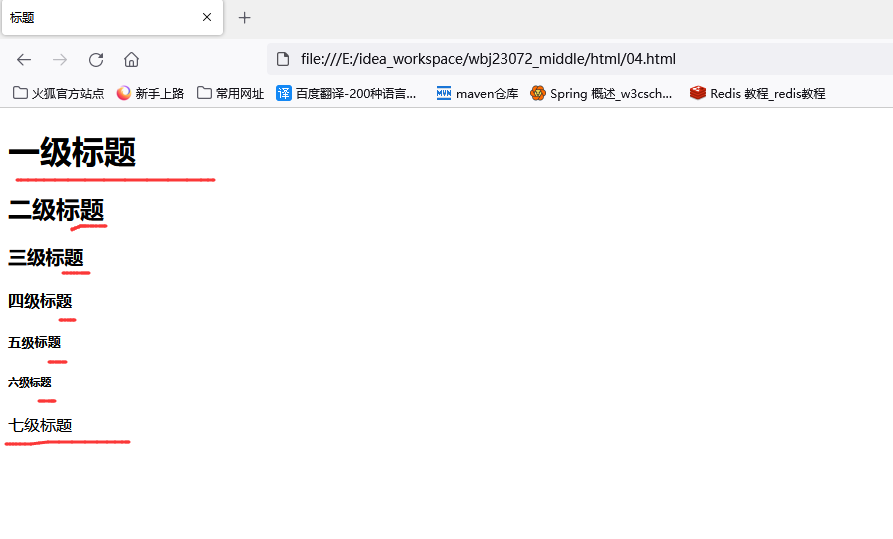 标题
file:///E:/idea_workspace/wbj23072_middle/html/04.html
火狐官方站点 新手上路 常用网址 译 百度翻译-200种语言... MVN maven仓库 Spring 概述_w3csch... Redis 教程_redis教程
一级标题
二级标题
三级标题
四级标题
五级标题
六级标题
七级标题